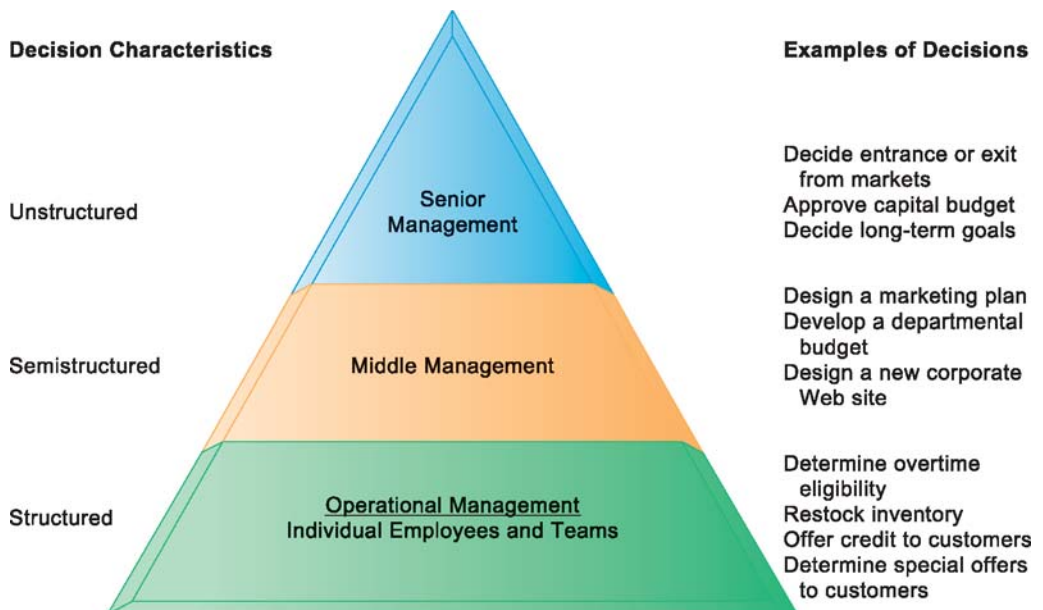 Decision Characteristics
Examples of Decisions
Unstructured
Senior
Management
Decide entrance or exit
from markets
Approve capital budget
Decide long-term goals
Semistructured
Middle Management
Design a marketing plan
Develop a departmental
budget
Design a new corporate
Web site
Structured
Operational Management
Individual Employees and Teams
Determine overtime
eligibility
Restock inventory
Offer credit to customers
Determine special offers
to customers